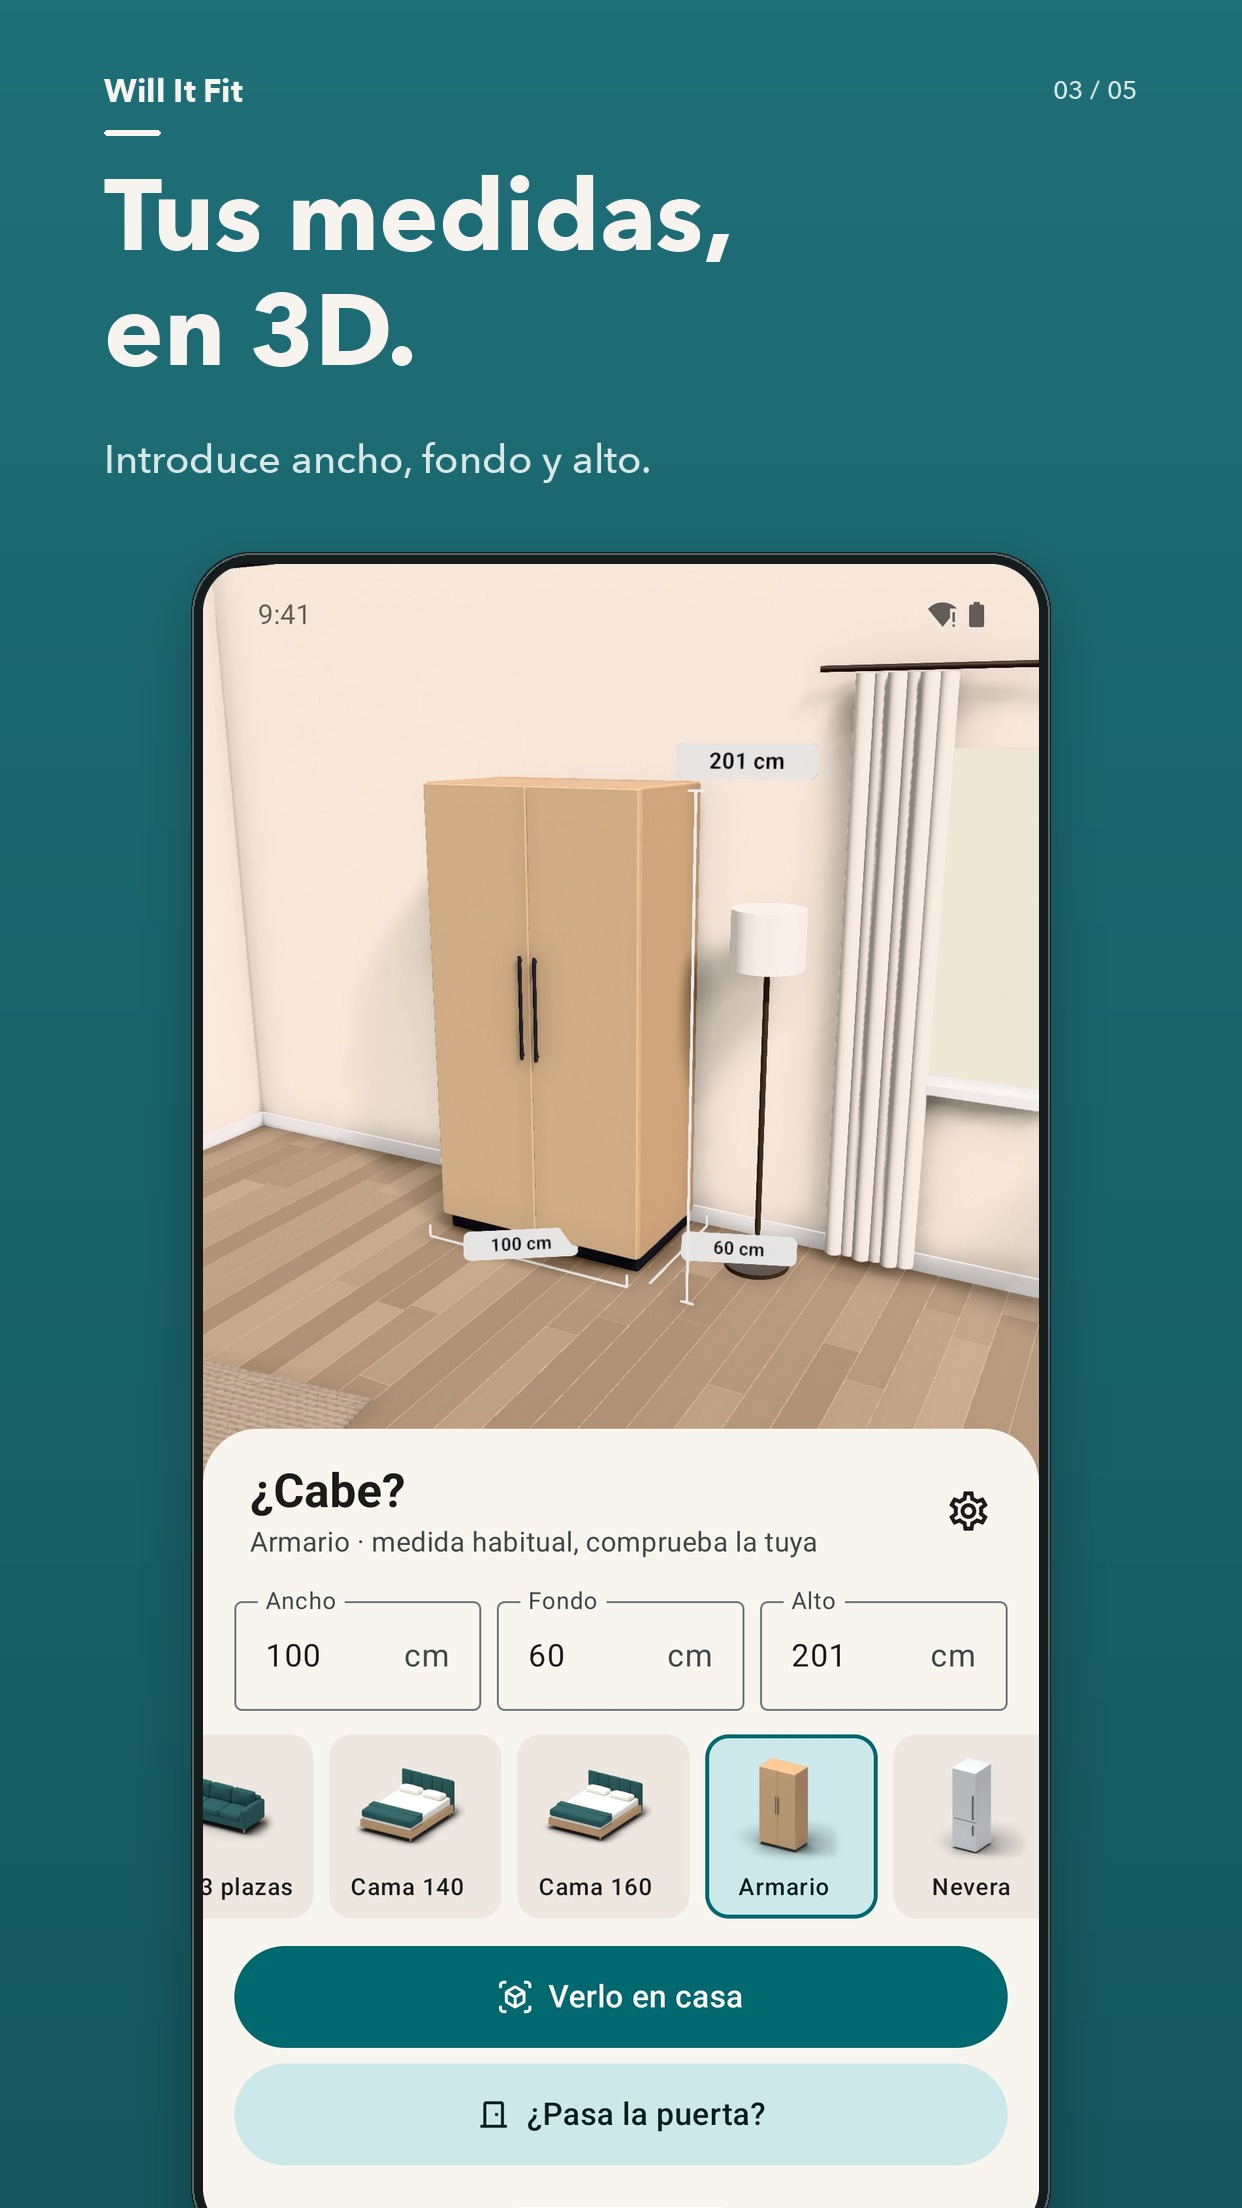 Will It Fit
03 / 05
Tus medidas,
en 3D.
Introduce ancho, fondo y alto.
9:41
201 cm
100 cm
60 cm
¿Cabe?
Armario · medida habitual, comprueba la tuya
Ancho
Fondo
Alto
100 cm
60 cm
201 cm
3 plazas
Cama 140
Cama 160
Armario
Nevera
Verlo en casa
¿Pasa la puerta?